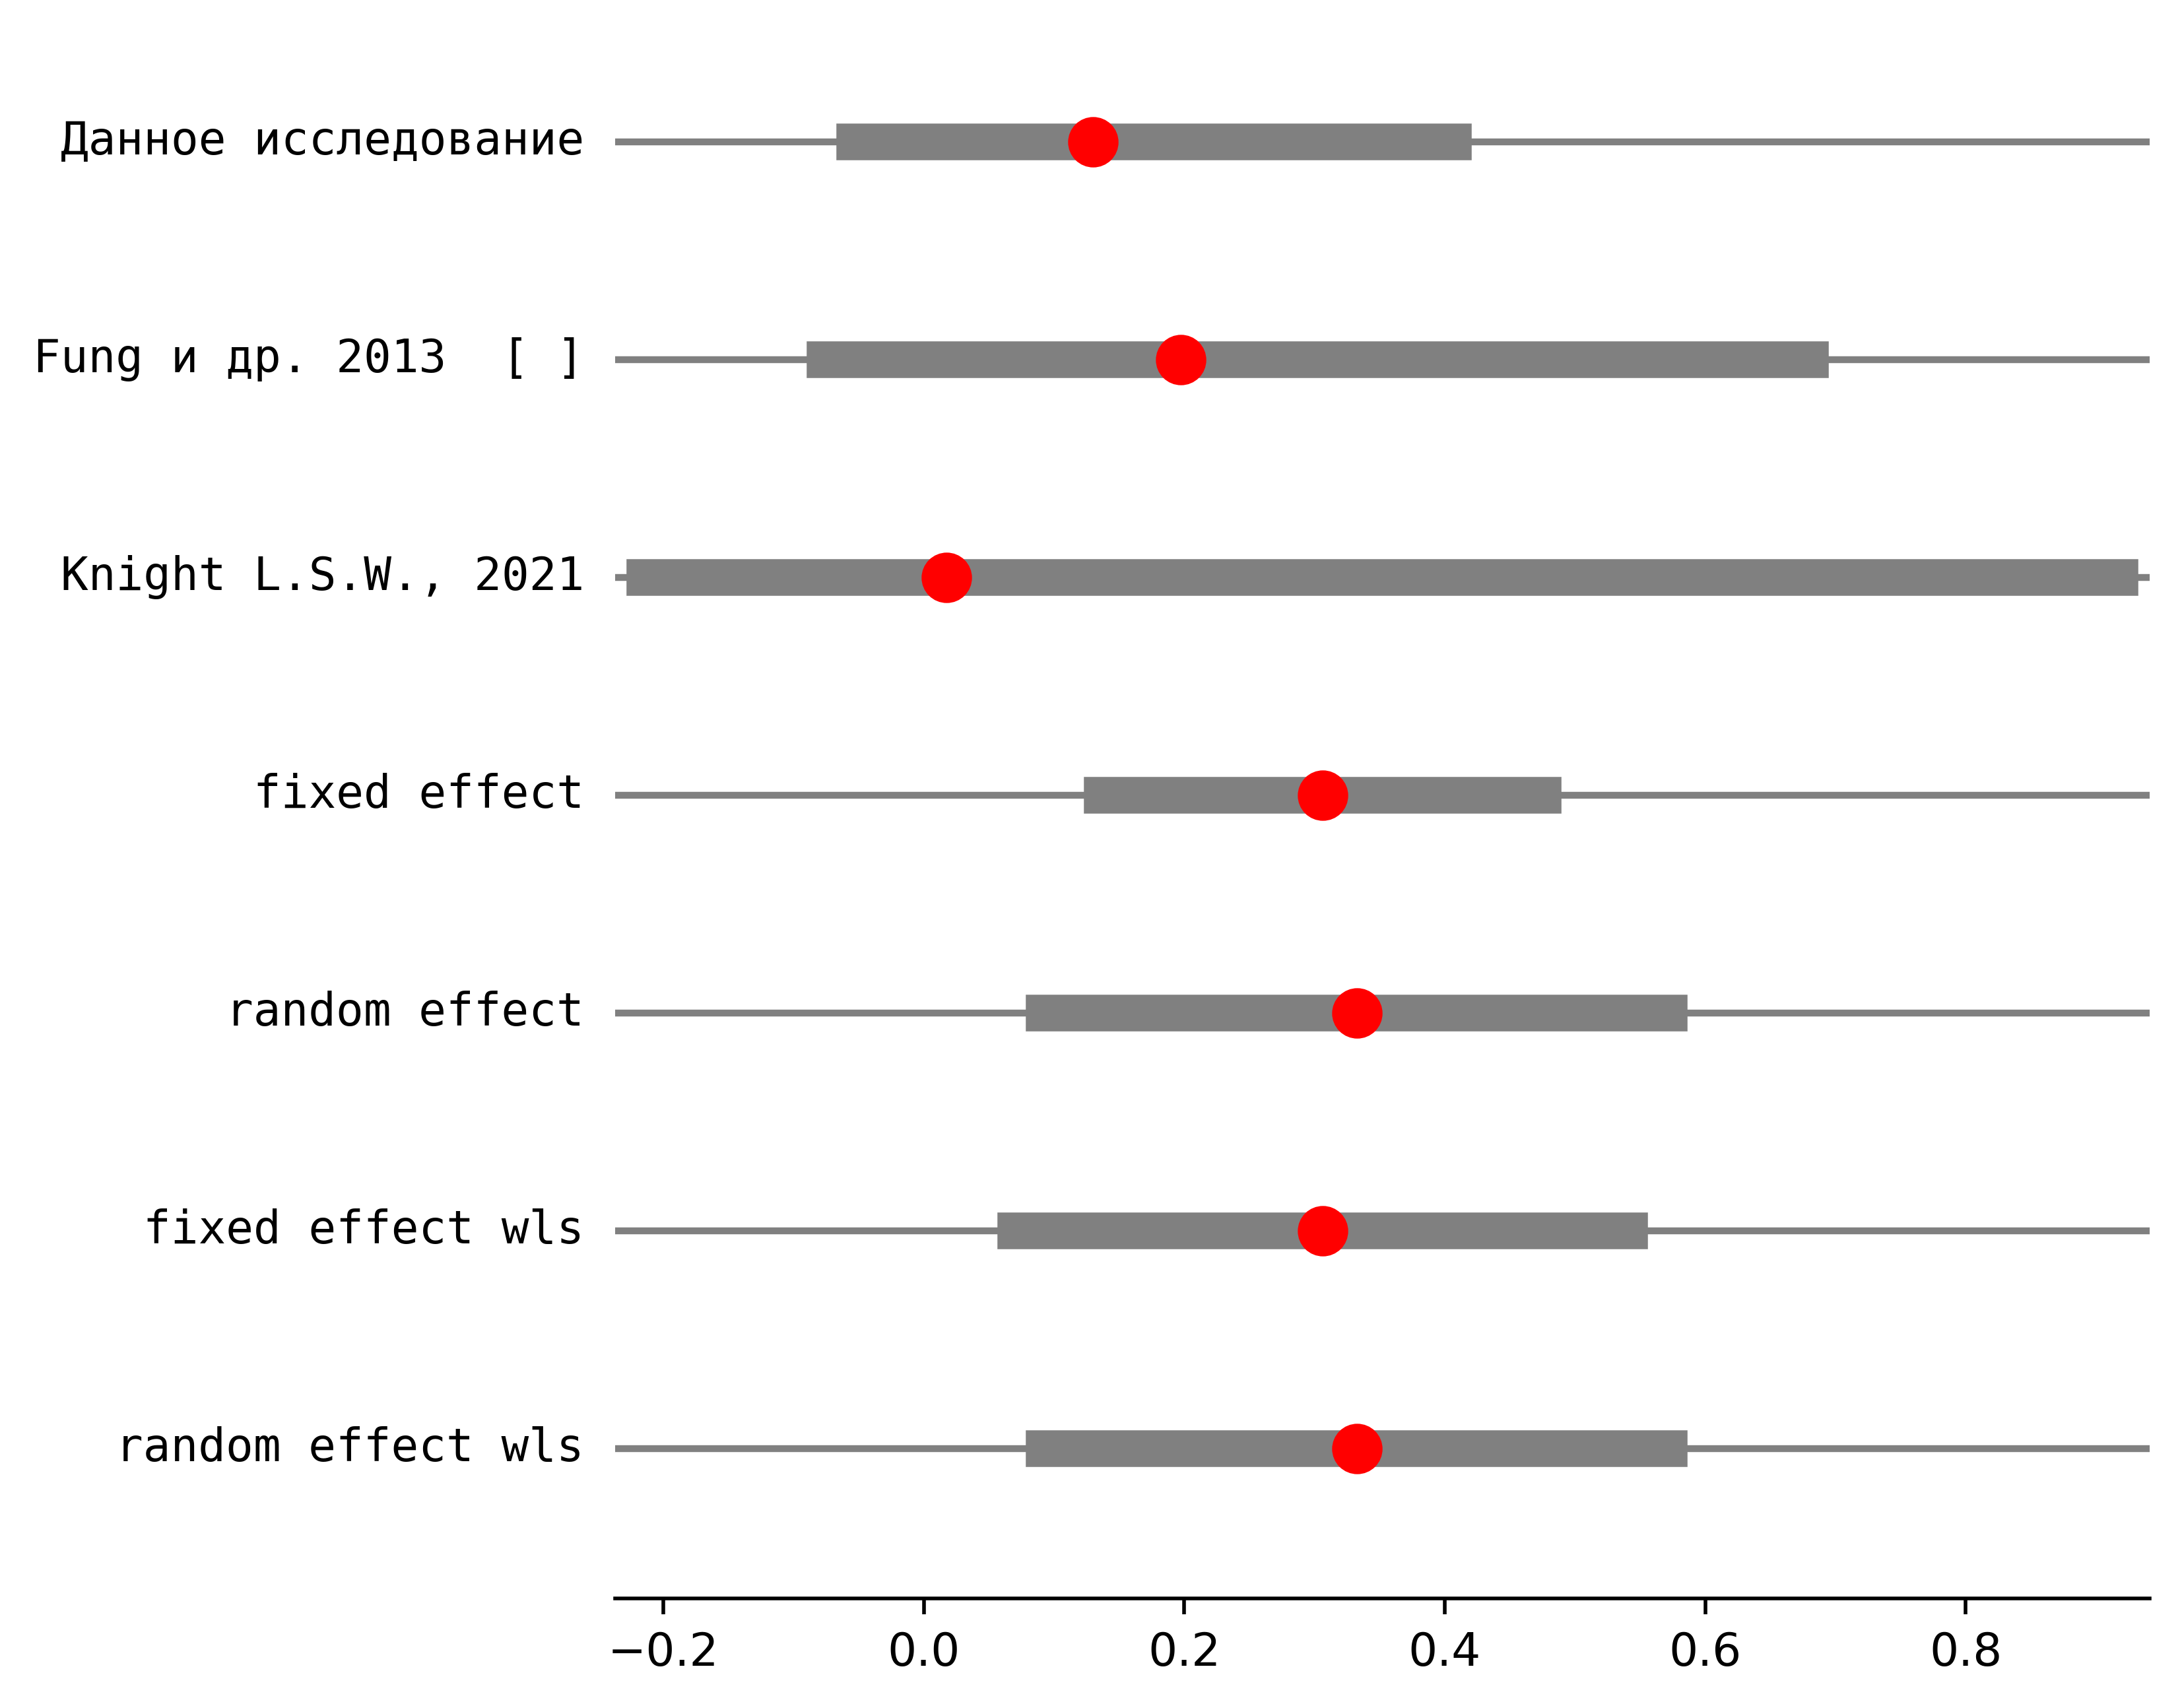 Данное исследование
Fung и др. 2013  [ ]
Knight L.S.W., 2021
fixed effect
random effect
fixed effect wls
random effect wls
−0.2 0.0 0.2 0.4 0.6 0.8